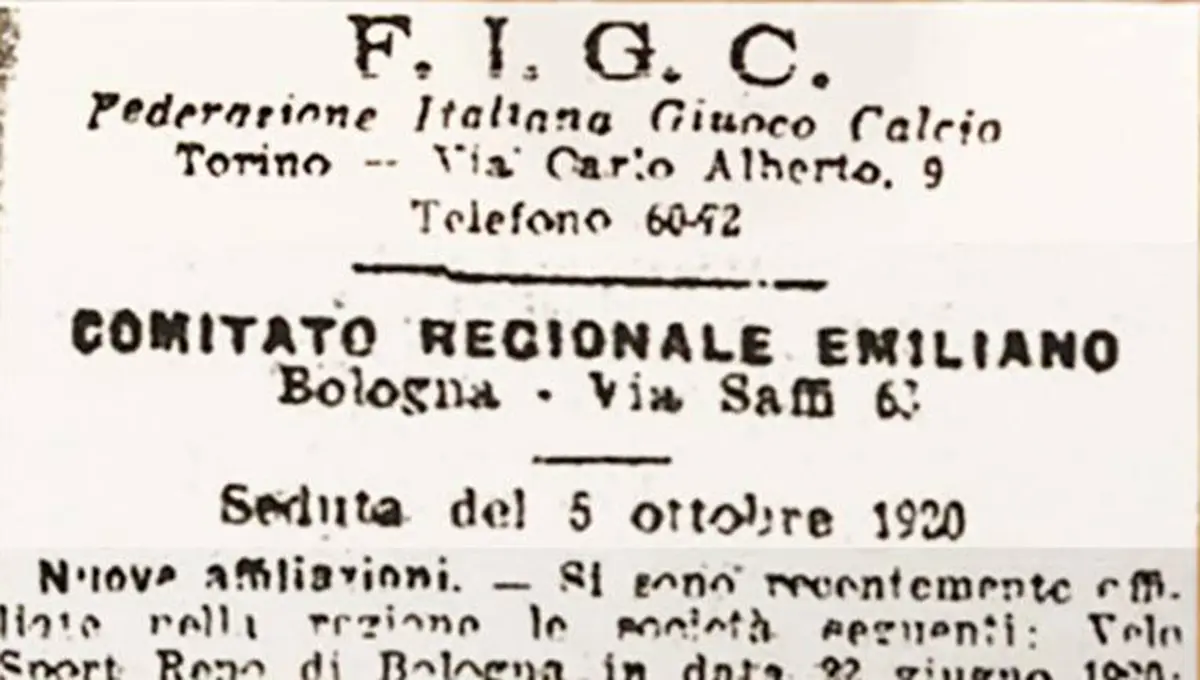 F. I. G. C.
Federazione Italiana Giuoco Calcio
Torino -- Via Carlo Alberto, 9
Telefono 60-72
COMITATO REGIONALE EMILIANO
Bologna - Via Saffi
Seduta del 5 ottobre 1920
Nuove affiliazioni. — Si sono recentemente affi-
liate nella regione le società seguenti: Velo
Sport Reno di Bologna in data 22 giugno 1920;